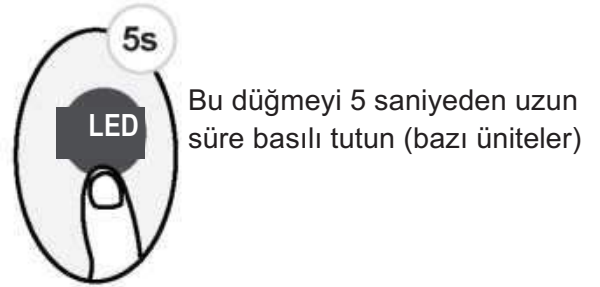 5s
LED
Bu düğmeyi 5 saniyeden uzun
süre basılı tutun (bazı üniteler)